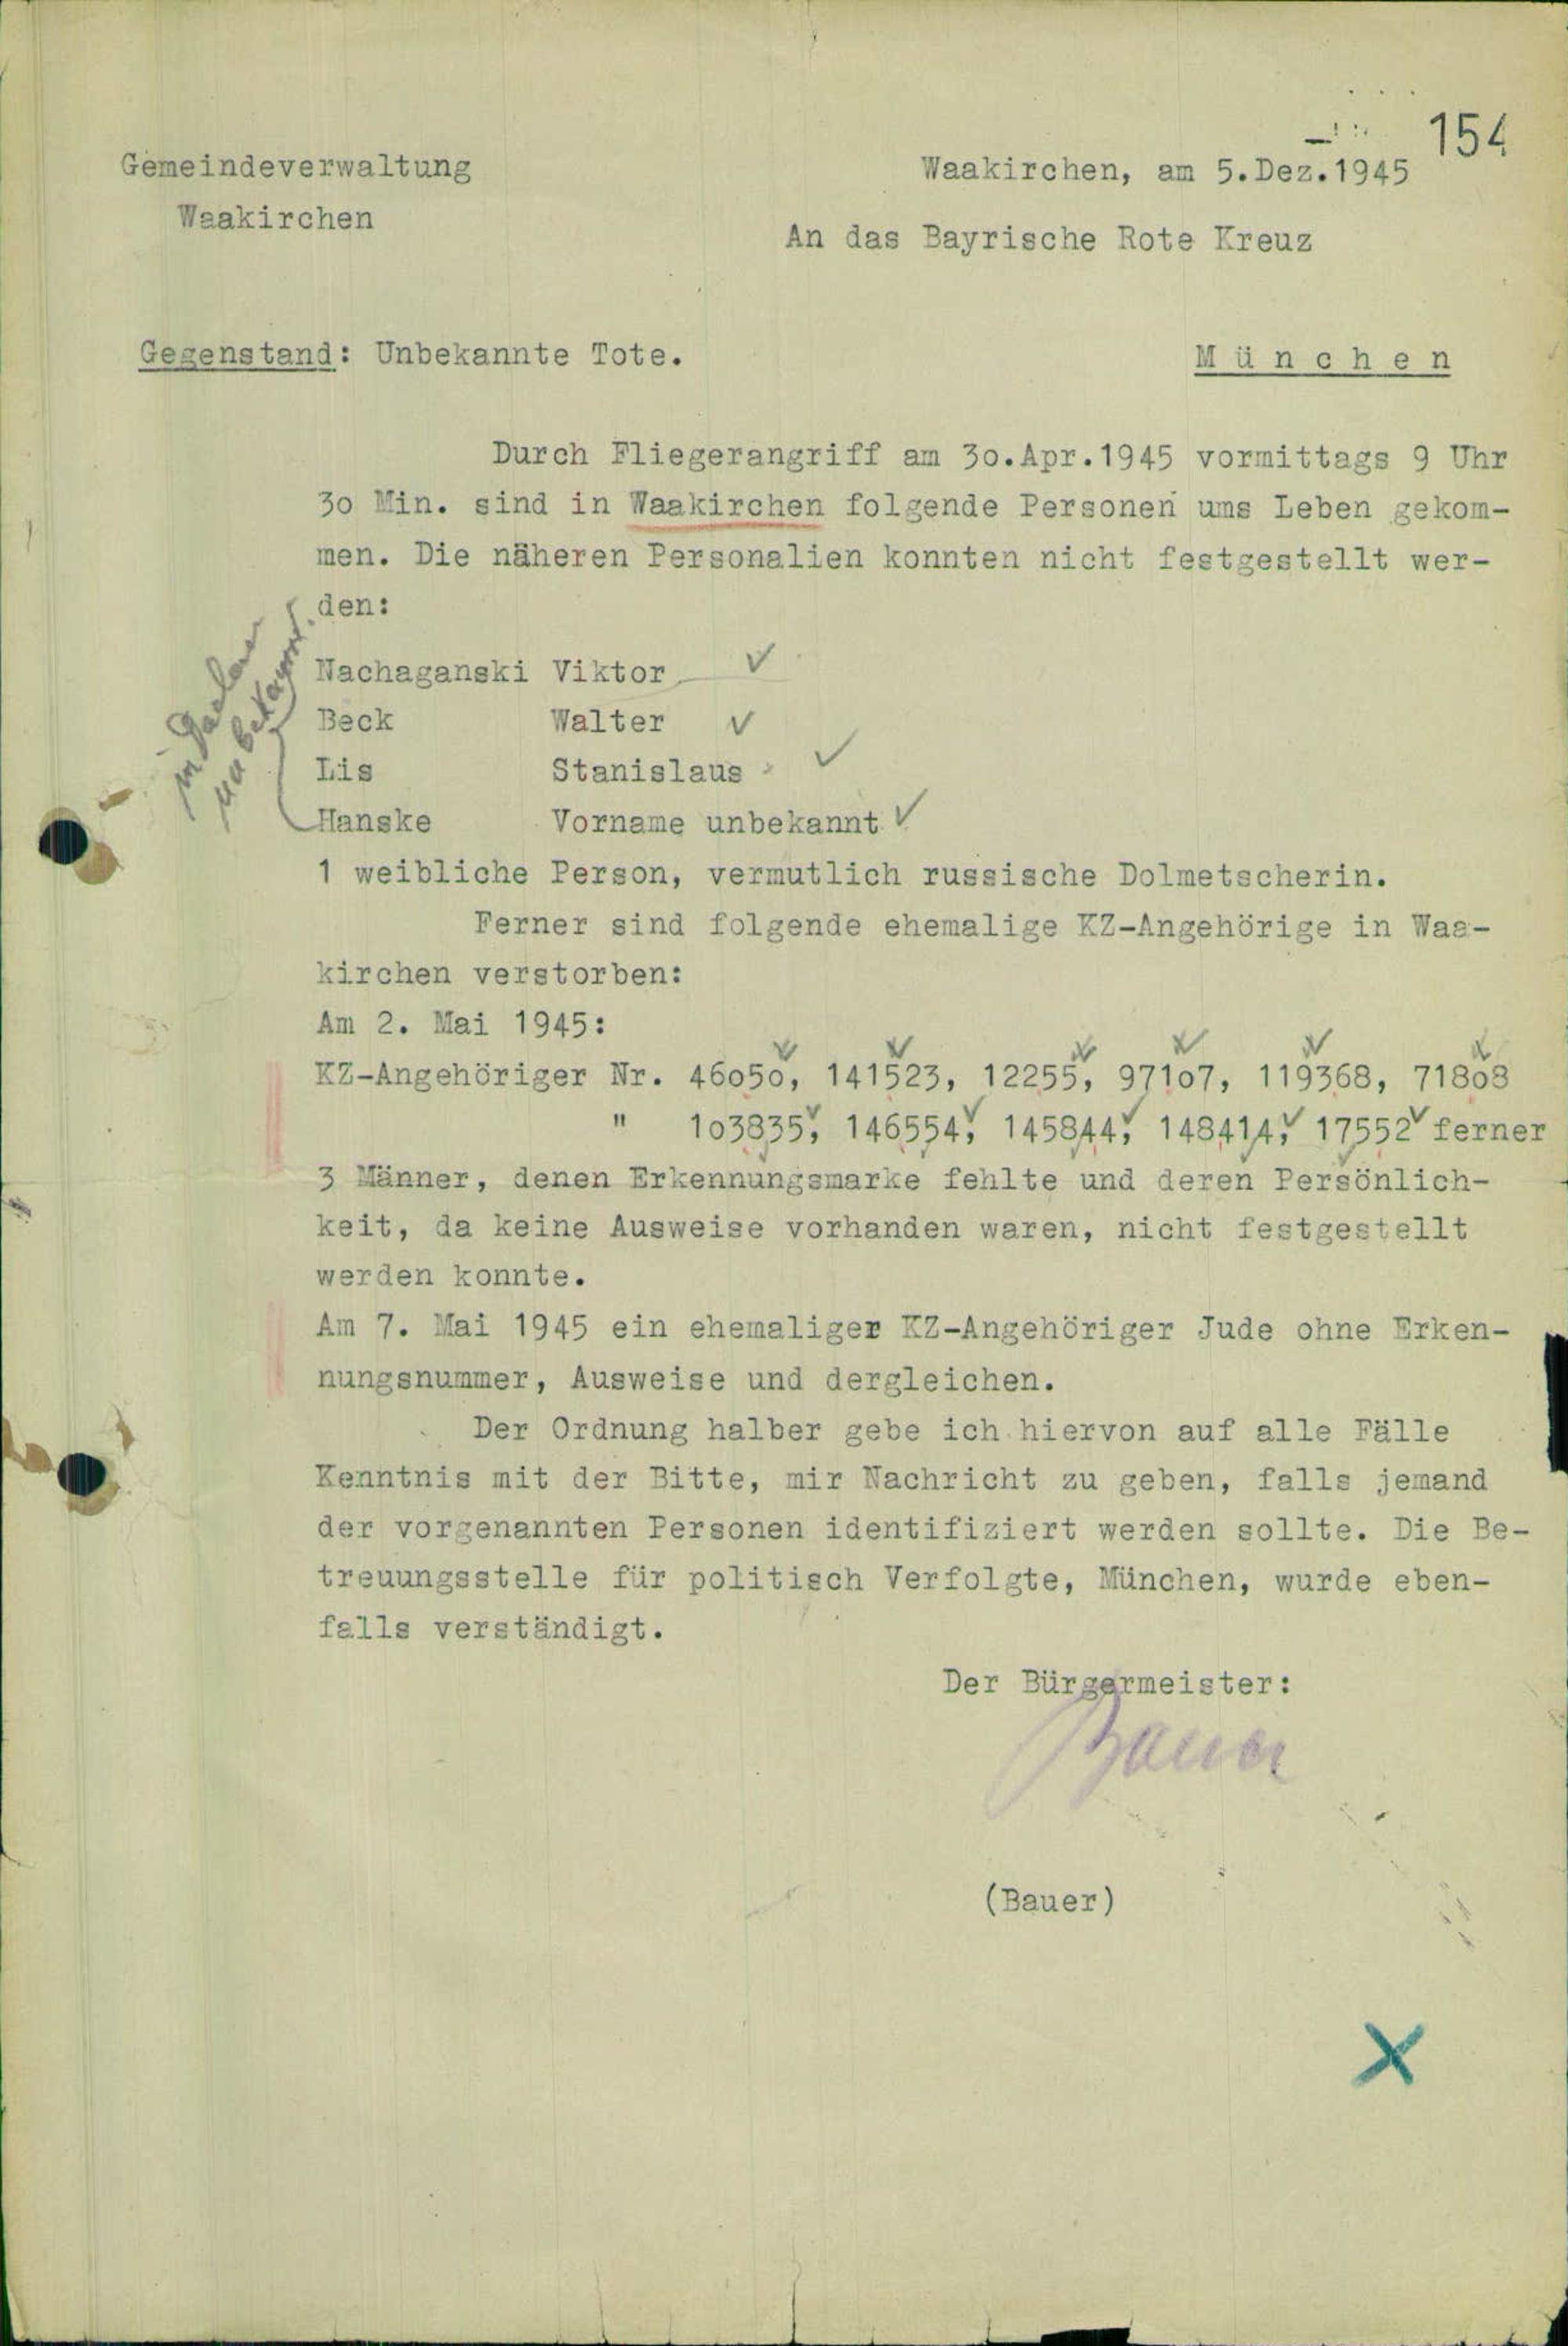 154
Gemeindeverwaltung
Waakirchen
Waakirchen, am 5.Dez.1945
An das Bayrische Rote Kreuz
Gegenstand: Unbekannte Tote.
M ü n c h e n
Durch Fliegerangriff am 3o.Apr.1945 vormittags 9 Uhr
3o Min. sind in Waakirchen folgende Personen ums Leben gekom-
men. Die näheren Personalien konnten nicht festgestellt wer-
den:
in Dachau
unbekannt.
Nachaganski Viktor
Beck Walter
Lis Stanislaus
Hanske Vorname unbekannt
1 weibliche Person, vermutlich russische Dolmetscherin.
Ferner sind folgende ehemalige KZ-Angehörige in Waa-
kirchen verstorben:
Am 2. Mai 1945:
KZ-Angehöriger Nr. 46o5o, 141523, 12255, 971o7, 119368, 718o8
" 1o3835, 146554, 145844, 148414, 17552 ferner
3 Männer, denen Erkennungsmarke fehlte und deren Persönlich-
keit, da keine Ausweise vorhanden waren, nicht festgestellt
werden konnte.
Am 7. Mai 1945 ein ehemaliger KZ-Angehöriger Jude ohne Erken-
nungsnummer, Ausweise und dergleichen.
Der Ordnung halber gebe ich hiervon auf alle Fälle
Kenntnis mit der Bitte, mir Nachricht zu geben, falls jemand
der vorgenannten Personen identifiziert werden sollte. Die Be-
treuungsstelle für politisch Verfolgte, München, wurde eben-
falls verständigt.
Der Bürgermeister:
Bauer
(Bauer)